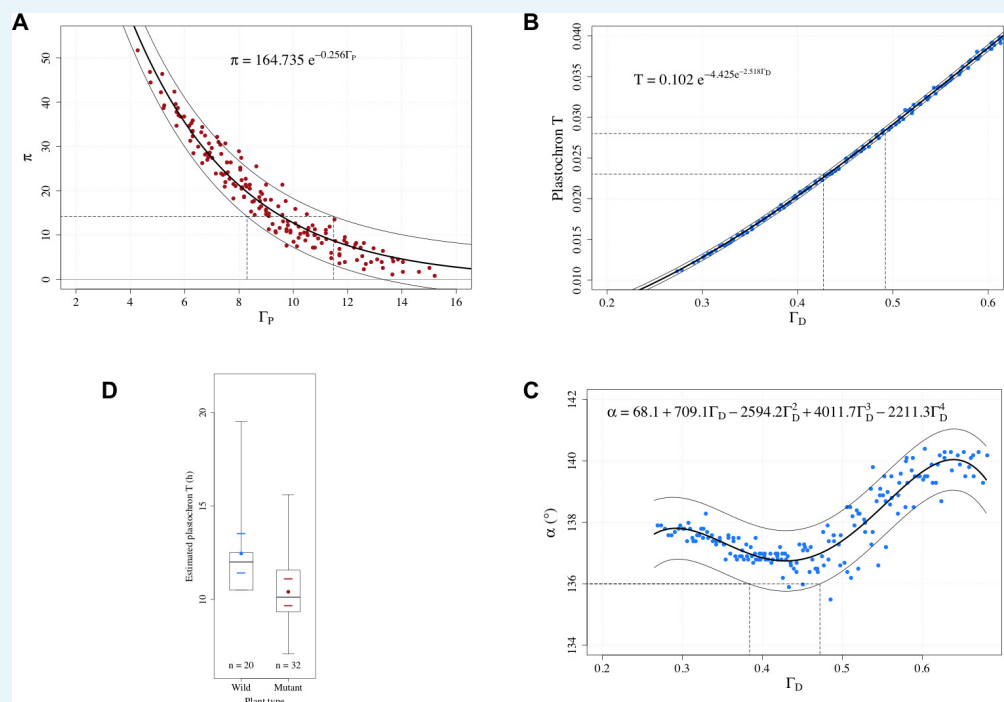 A
π = 164.735 e^{-0.256Γ_P}
π
50
40
30
20
10
0
2 4 6 8 10 12 14 16
Γ_P
B
T = 0.102 e^{-4.425e^{-2.518Γ_D}}
Plastochron T
0.040
0.035
0.030
0.025
0.020
0.015
0.010
0.2 0.3 0.4 0.5 0.6
Γ_D
D
Estimated plastochron T (h)
20
15
10
n = 20 n = 32
Wild Mutant
Plant type
C
α = 68.1 + 709.1Γ_D − 2594.2Γ_D^2 + 4011.7Γ_D^3 − 2211.3Γ_D^4
α (°)
142
140
138
136
134
0.2 0.3 0.4 0.5 0.6
Γ_D